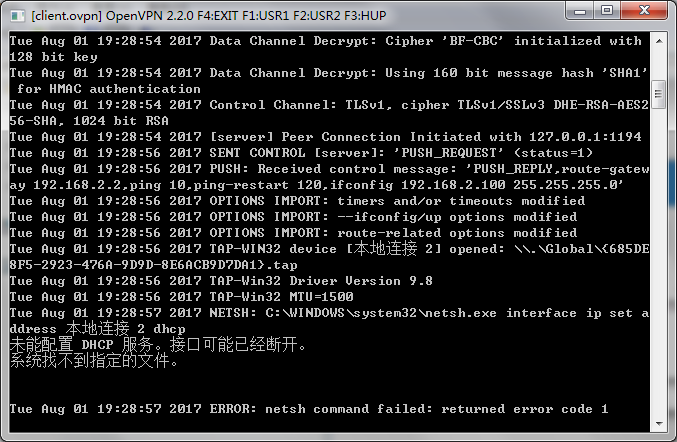 [client.ovpn] OpenVPN 2.2.0 F4:EXIT F1:USR1 F2:USR2 F3:HUP
Tue Aug 01 19:28:54 2017 Data Channel Decrypt: Cipher 'BF-CBC' initialized with
128 bit key
Tue Aug 01 19:28:54 2017 Data Channel Decrypt: Using 160 bit message hash 'SHA1'
 for HMAC authentication
Tue Aug 01 19:28:54 2017 Control Channel: TLSv1, cipher TLSv1/SSLv3 DHE-RSA-AES2
56-SHA, 1024 bit RSA
Tue Aug 01 19:28:54 2017 [server] Peer Connection Initiated with 127.0.0.1:1194
Tue Aug 01 19:28:56 2017 SENT CONTROL [server]: 'PUSH_REQUEST' (status=1)
Tue Aug 01 19:28:56 2017 PUSH: Received control message: 'PUSH_REPLY,route-gatew
ay 192.168.2.2,ping 10,ping-restart 120,ifconfig 192.168.2.100 255.255.255.0'
Tue Aug 01 19:28:56 2017 OPTIONS IMPORT: timers and/or timeouts modified
Tue Aug 01 19:28:56 2017 OPTIONS IMPORT: --ifconfig/up options modified
Tue Aug 01 19:28:56 2017 OPTIONS IMPORT: route-related options modified
Tue Aug 01 19:28:56 2017 TAP-WIN32 device [本地连接 2] opened: \\.\Global\{685DE
8F5-2923-476A-9D9D-8E6ACB9D7DA1}.tap
Tue Aug 01 19:28:56 2017 TAP-Win32 Driver Version 9.8
Tue Aug 01 19:28:56 2017 TAP-Win32 MTU=1500
Tue Aug 01 19:28:57 2017 NETSH: C:\WINDOWS\system32\netsh.exe interface ip set a
ddress 本地连接 2 dhcp
未能配置 DHCP 服务。接口可能已经断开。
系统找不到指定的文件。
Tue Aug 01 19:28:57 2017 ERROR: netsh command failed: returned error code 1